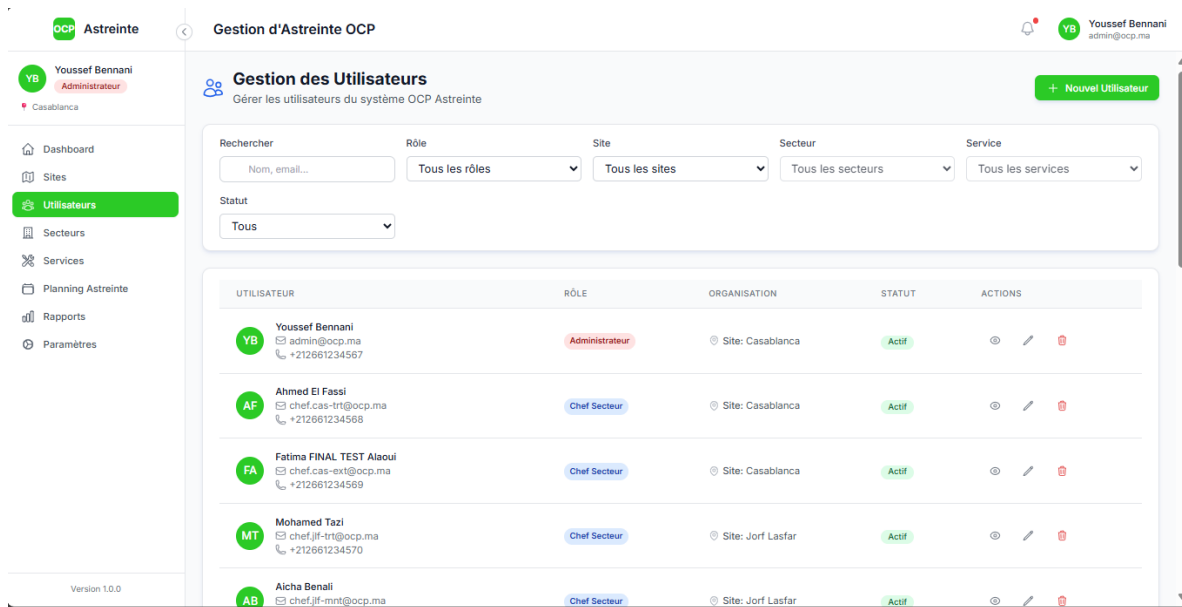 OCP Astreinte
Gestion d'Astreinte OCP
YB
Youssef Bennani
admin@ocp.ma
YB
Youssef Bennani
Administrateur
Casablanca
Dashboard
Sites
Utilisateurs
Secteurs
Services
Planning Astreinte
Rapports
Paramètres
Version 1.0.0
Gestion des Utilisateurs
Gérer les utilisateurs du système OCP Astreinte
+ Nouvel Utilisateur
Rechercher
Nom, email...
Rôle
Tous les rôles
Site
Tous les sites
Secteur
Tous les secteurs
Service
Tous les services
Statut
Tous
UTILISATEUR RÔLE ORGANISATION STATUT ACTIONS
YB
Youssef Bennani
admin@ocp.ma
+212661234567
Administrateur
Site: Casablanca
Actif
AF
Ahmed El Fassi
chef.cas-trt@ocp.ma
+212661234568
Chef Secteur
Site: Casablanca
Actif
FA
Fatima FINAL TEST Alaoui
chef.cas-ext@ocp.ma
+212661234569
Chef Secteur
Site: Casablanca
Actif
MT
Mohamed Tazi
chef.jlf-trt@ocp.ma
+212661234570
Chef Secteur
Site: Jorf Lasfar
Actif
AB
Aicha Benali
chef.jlf-mnt@ocp.ma
Chef Secteur
Site: Jorf Lasfar
Actif